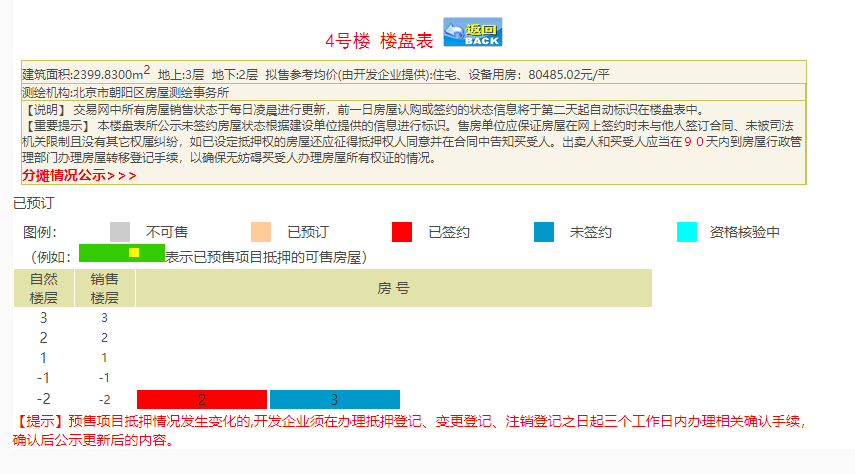 4号楼 楼盘表 返回 BACK
建筑面积:2399.8300m2 地上:3层 地下:2层 拟售参考均价(由开发企业提供):住宅、设备用房：80485.02元/平
测绘机构:北京市朝阳区房屋测绘事务所
【说明】 交易网中所有房屋销售状态于每日凌晨进行更新，前一日房屋认购或签约的状态信息将于第二天起自动标识在楼盘表中。
【重要提示】 本楼盘表所公示未签约房屋状态根据建设单位提供的信息进行标识。售房单位应保证房屋在网上签约时未与他人签订合同、未被司法
机关限制且没有其它权属纠纷，如已设定抵押权的房屋还应征得抵押权人同意并在合同中告知买受人。出卖人和买受人应当在９０天内到房屋行政管
理部门办理房屋转移登记手续，以确保无妨碍买受人办理房屋所有权证的情况。
分摊情况公示>>>
已预订
图例： 不可售 已预订 已签约 未签约 资格核验中
（例如： 表示已预售项目抵押的可售房屋）
自然 销售
楼层 楼层 房 号
3 3
2 2
1 1
-1 -1
-2 -2 2 3
【提示】预售项目抵押情况发生变化的,开发企业须在办理抵押登记、变更登记、注销登记之日起三个工作日内办理相关确认手续，
确认后公示更新后的内容。